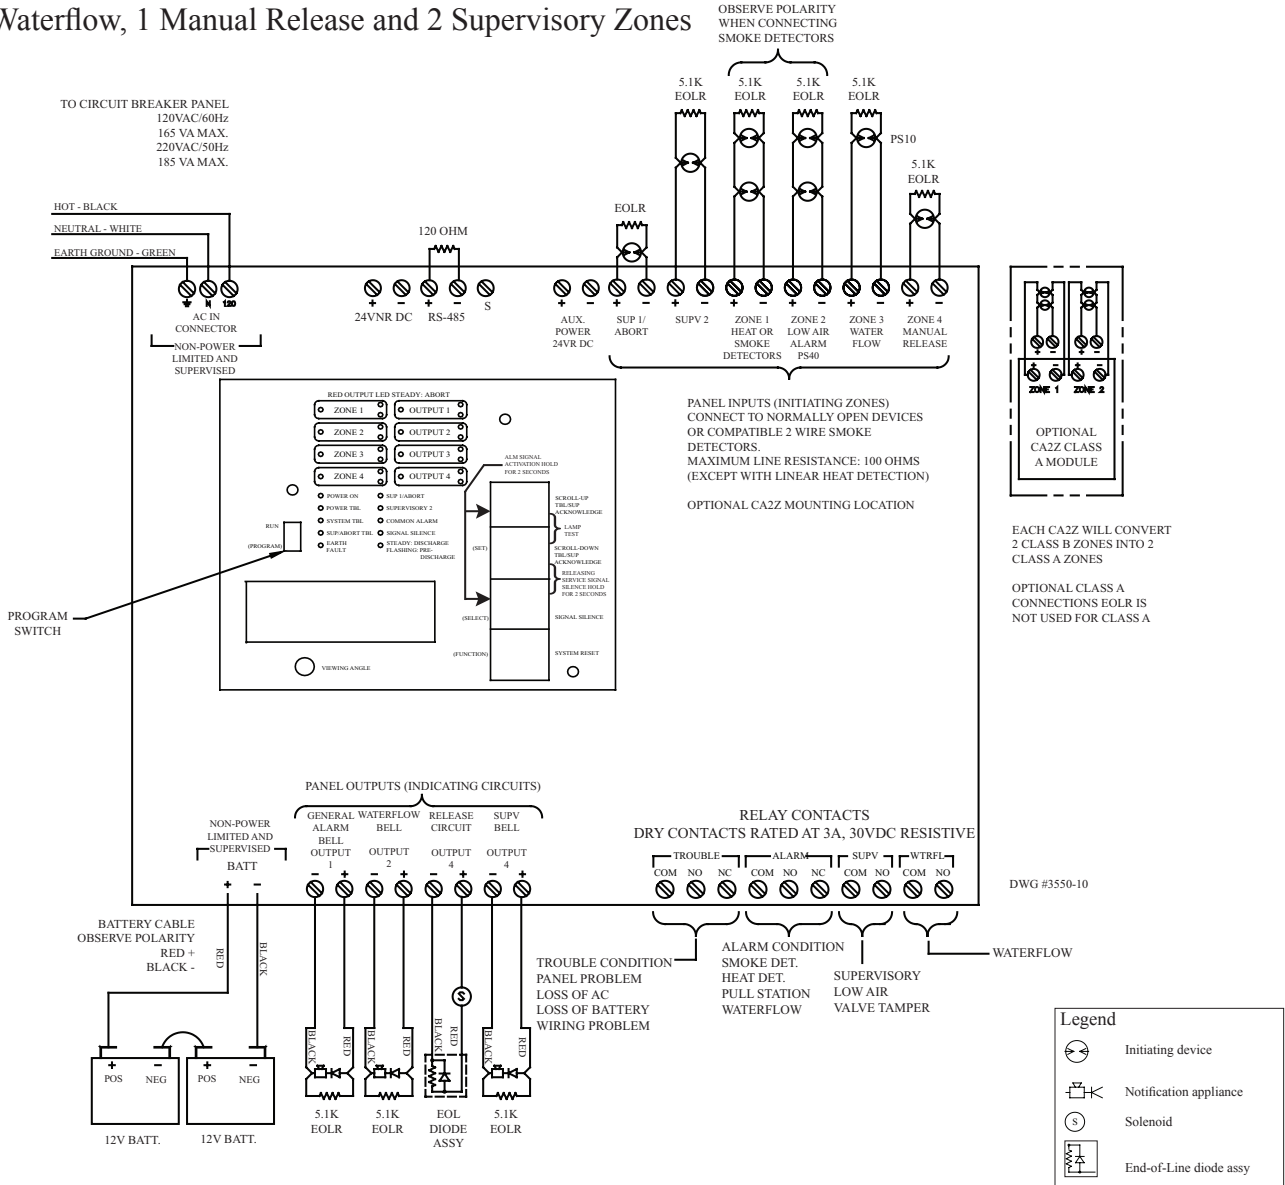 Waterflow, 1 Manual Release and 2 Supervisory Zones
OBSERVE POLARITY
WHEN CONNECTING
SMOKE DETECTORS
5.1K
EOLR
5.1K
EOLR
5.1K
EOLR
5.1K
EOLR
PS10
5.1K
EOLR
TO CIRCUIT BREAKER PANEL
120VAC/60Hz
165 VA MAX.
220VAC/50Hz
185 VA MAX.
HOT - BLACK
NEUTRAL - WHITE
EARTH GROUND - GREEN
120 OHM
EOLR
N
120
AC IN
CONNECTOR
NON-POWER
LIMITED AND
SUPERVISED
+ -
24VNR DC
+ -
RS-485
S
+ -
AUX.
POWER
24VR DC
+ -
SUP 1/
ABORT
+ -
SUPV 2
+ -
ZONE 1
HEAT OR
SMOKE
DETECTORS
+ -
ZONE 2
LOW AIR
ALARM
PS40
+ -
ZONE 3
WATER
FLOW
+ -
ZONE 4
MANUAL
RELEASE
PANEL INPUTS (INITIATING ZONES)
CONNECT TO NORMALLY OPEN DEVICES
OR COMPATIBLE 2 WIRE SMOKE
DETECTORS.
MAXIMUM LINE RESISTANCE: 100 OHMS
(EXCEPT WITH LINEAR HEAT DETECTION)
OPTIONAL CA2Z MOUNTING LOCATION
+ - + -
+ - + -
ZONE 1 ZONE 2
OPTIONAL
CA2Z CLASS
A MODULE
EACH CA2Z WILL CONVERT
2 CLASS B ZONES INTO 2
CLASS A ZONES
OPTIONAL CLASS A
CONNECTIONS EOLR IS
NOT USED FOR CLASS A
RED OUTPUT LED STEADY: ABORT
ZONE 1 OUTPUT 1
ZONE 2 OUTPUT 2
ZONE 3 OUTPUT 3
ZONE 4 OUTPUT 4
POWER ON SUP 1/ABORT
POWER TBL SUPERVISORY 2
SYSTEM TBL COMMON ALARM
SUP/ABORT TBL SIGNAL SILENCE
EARTH
FAULT
STEADY: DISCHARGE
FLASHING: PRE-
DISCHARGE
RUN
(PROGRAM)
PROGRAM
SWITCH
VIEWING ANGLE
ALM SIGNAL
ACTIVATION HOLD
FOR 2 SECONDS
(SET)
(SELECT)
(FUNCTION)
SCROLL-UP
TBL/SUP
ACKNOWLEDGE
LAMP
TEST
SCROLL-DOWN
TBL/SUP
ACKNOWLEDGE
RELEASING
SERVICE SIGNAL
SILENCE HOLD
FOR 2 SECONDS
SIGNAL SILENCE
SYSTEM RESET
PANEL OUTPUTS (INDICATING CIRCUITS)
NON-POWER
LIMITED AND
SUPERVISED
BATT
+ -
GENERAL
ALARM
BELL
OUTPUT
1
- +
WATERFLOW
BELL
OUTPUT
2
- +
RELEASE
CIRCUIT
OUTPUT
4
- +
SUPV
BELL
OUTPUT
4
- +
RELAY CONTACTS
DRY CONTACTS RATED AT 3A, 30VDC RESISTIVE
TROUBLE ALARM SUPV WTRFL
COM NO NC COM NO NC COM NO COM NO
DWG #3550-10
BATTERY CABLE
OBSERVE POLARITY
RED +
BLACK -
RED
BLACK
+
POS
-
NEG
+
POS
-
NEG
12V BATT.
12V BATT.
BLACK
RED
5.1K
EOLR
BLACK
RED
5.1K
EOLR
S
BLACK
RED
EOL
DIODE
ASSY
BLACK
RED
5.1K
EOLR
TROUBLE CONDITION
PANEL PROBLEM
LOSS OF AC
LOSS OF BATTERY
WIRING PROBLEM
ALARM CONDITION
SMOKE DET.
HEAT DET.
PULL STATION
WATERFLOW
SUPERVISORY
LOW AIR
VALVE TAMPER
WATERFLOW
Legend
Initiating device
Notification appliance
S Solenoid
End-of-Line diode assy